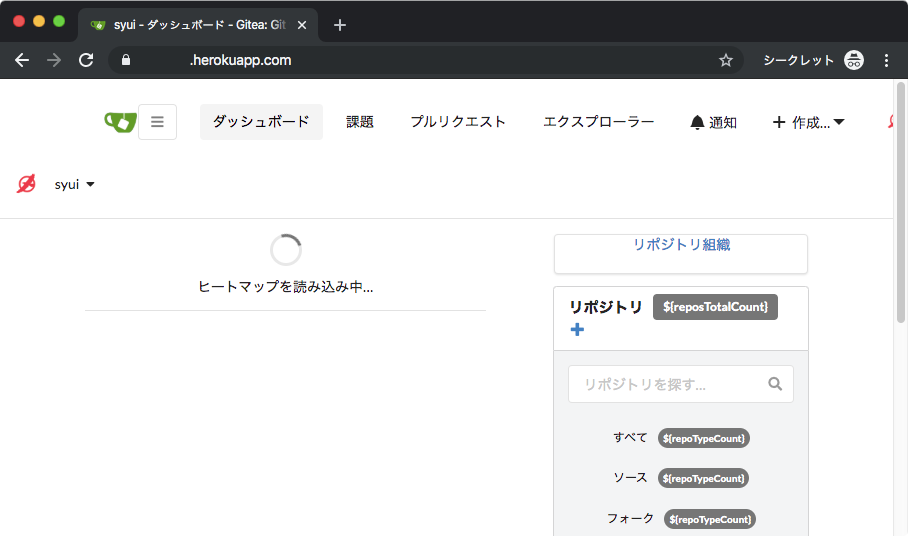 syui - ダッシュボード - Gitea: Git
.herokuapp.com
シークレット
ダッシュボード 課題 プルリクエスト エクスプローラー 通知 作成...
syui
ヒートマップを読み込み中...
リポジトリ組織
リポジトリ ${reposTotalCount}
リポジトリを探す...
すべて ${repoTypeCount}
ソース ${repoTypeCount}
フォーク ${repoTypeCount}